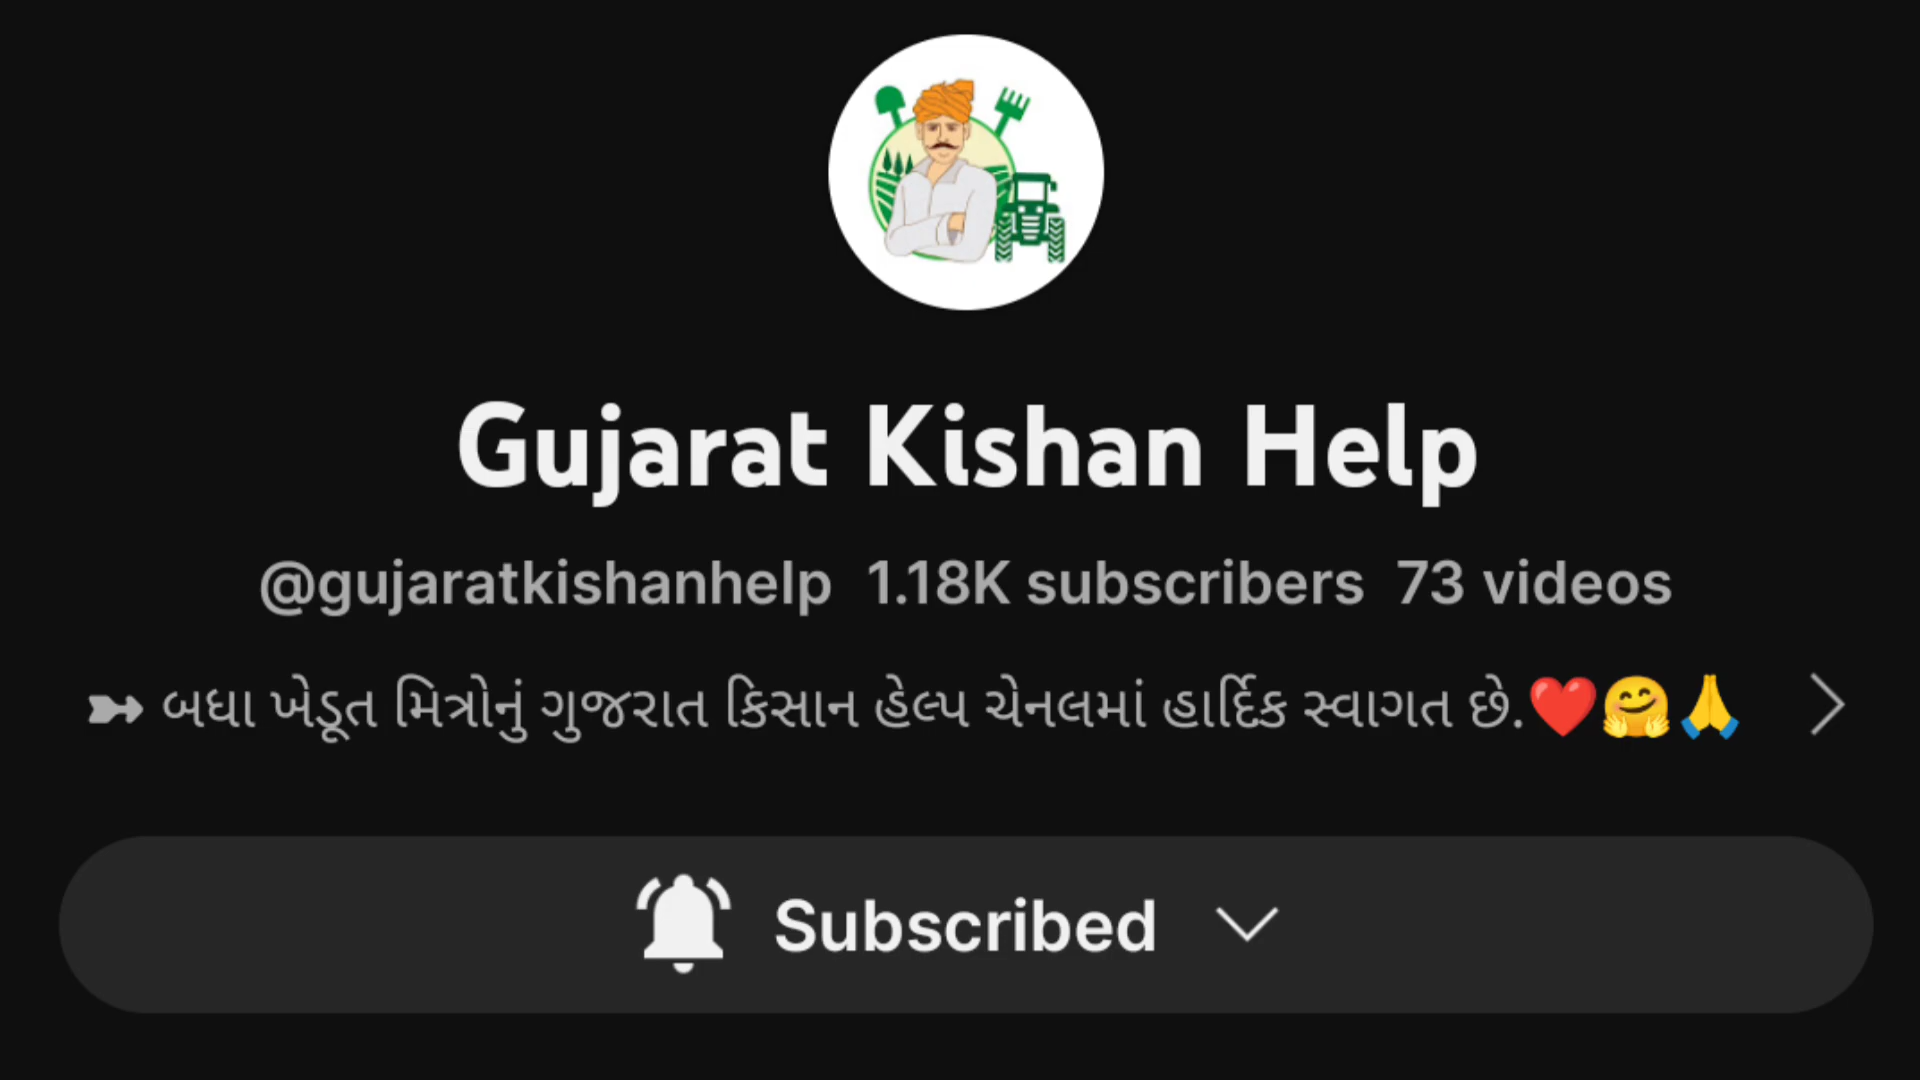 Gujarat Kishan Help
@gujaratkishanhelp 1.18K subscribers 73 videos
➳ બધા ખેડૂત મિત્રોનું ગુજરાત કિસાન હેલ્પ ચેનલમાં હાર્દિક સ્વાગત છે.❤️🤗🙏
Subscribed